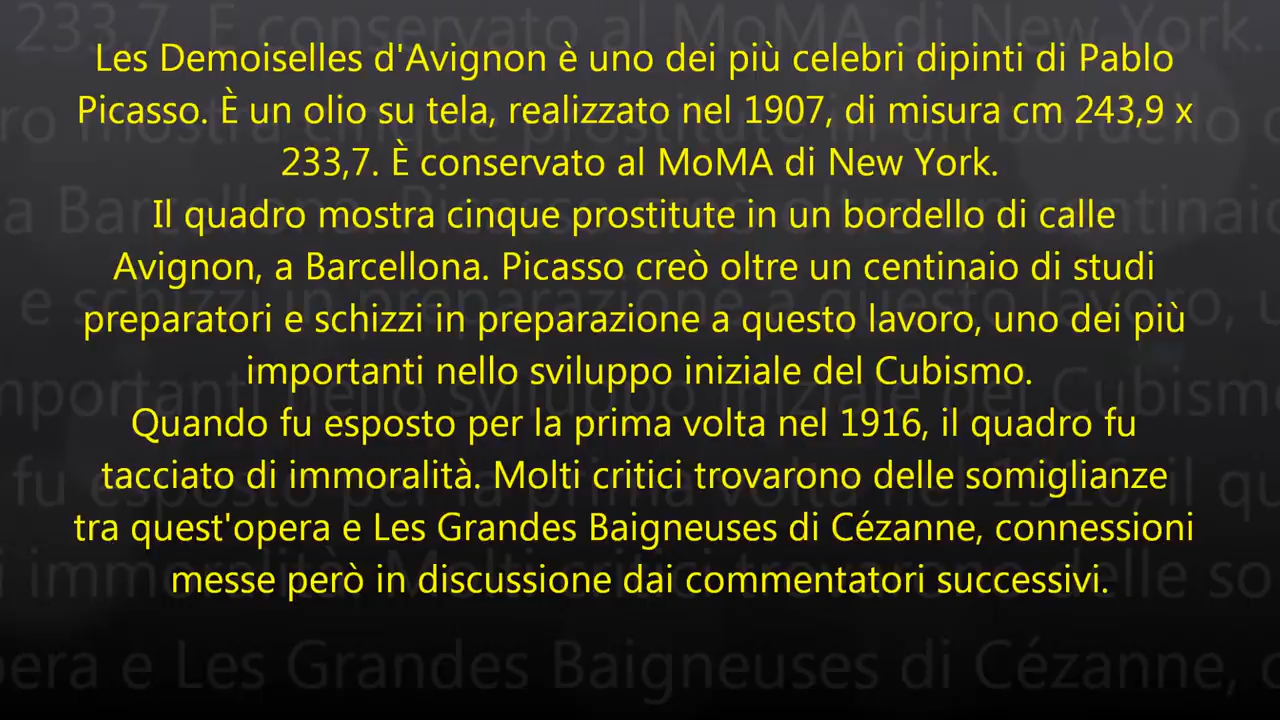 Les Demoiselles d'Avignon è uno dei più celebri dipinti di Pablo
Picasso. È un olio su tela, realizzato nel 1907, di misura cm 243,9 x
233,7. È conservato al MoMA di New York.
Il quadro mostra cinque prostitute in un bordello di calle
Avignon, a Barcellona. Picasso creò oltre un centinaio di studi
preparatori e schizzi in preparazione a questo lavoro, uno dei più
importanti nello sviluppo iniziale del Cubismo.
Quando fu esposto per la prima volta nel 1916, il quadro fu
tacciato di immoralità. Molti critici trovarono delle somiglianze
tra quest'opera e Les Grandes Baigneuses di Cézanne, connessioni
messe però in discussione dai commentatori successivi.